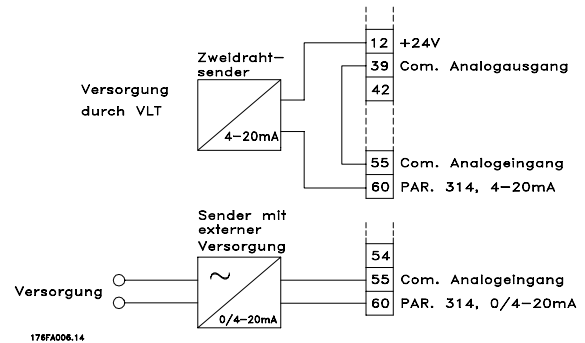 12 +24V
Zweidraht-
sender
39 Com. Analogausgang
Versorgung
durch VLT
42
4-20mA
55 Com. Analogeingang
60 PAR. 314, 4-20mA
Sender mit
externer
Versorgung
54
~
55 Com. Analogeingang
Versorgung
60 PAR. 314, 0/4-20mA
0/4-20mA
176FA006.14